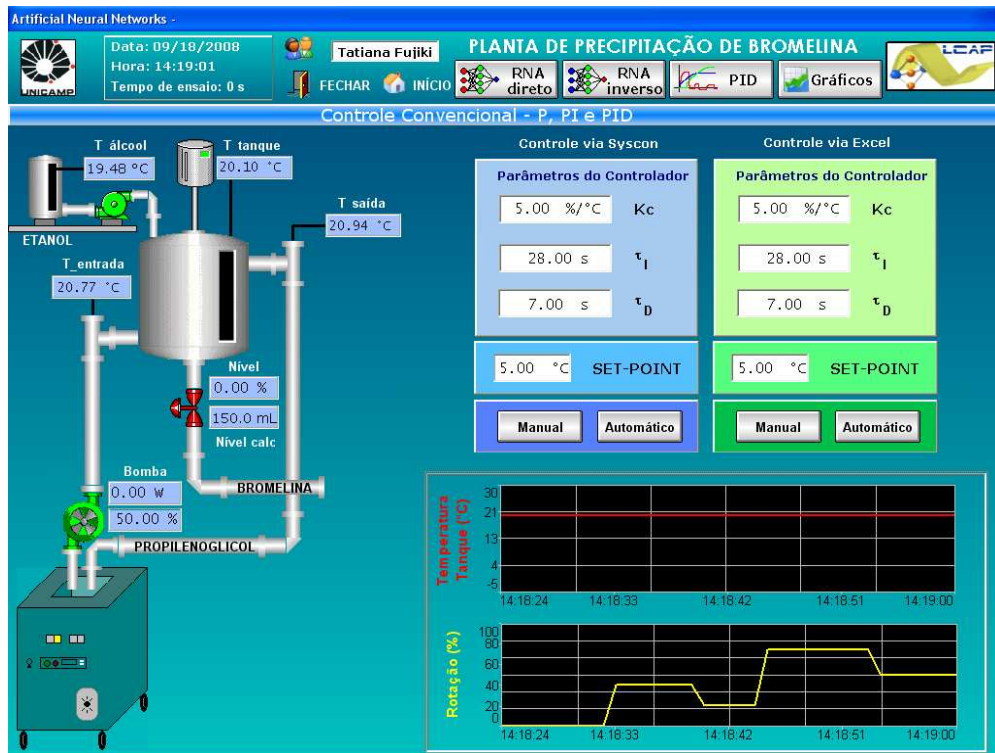 Artificial Neural Networks -
UNICAMP
Data: 09/18/2008
Hora: 14:19:01
Tempo de ensaio: 0 s
Tatiana Fujiki
FECHAR
INÍCIO
PLANTA DE PRECIPITAÇÃO DE BROMELINA
RNA direto
RNA inverso
PID
Gráficos
LCAP
Controle Convencional - P, PI e PID
T álcool
19.48 °C
T tanque
20.10 °C
T saída
20.94 °C
ETANOL
T_entrada
20.77 °C
Nível
0.00 %
150.0 mL
Nível calc
Bomba
0.00 W
50.00 %
BROMELINA
PROPILENOGLICOL
Controle via Syscon
Parâmetros do Controlador
5.00 %/°C Kc
28.00 s τI
7.00 s τD
5.00 °C SET-POINT
Manual
Automático
Controle via Excel
Parâmetros do Controlador
5.00 %/°C Kc
28.00 s τI
7.00 s τD
5.00 °C SET-POINT
Manual
Automático
Temperatura
Tanque (°C)
30
21
13
4
-5
14:18:24 14:18:33 14:18:42 14:18:51 14:19:00
Rotação (%)
100
80
60
40
20
0
14:18:24 14:18:33 14:18:42 14:18:51 14:19:00